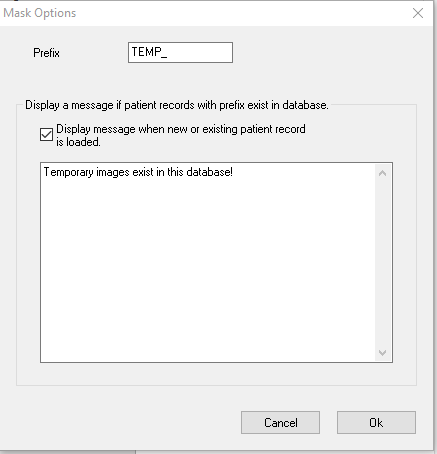 Mask Options
Prefix
TEMP_
Display a message if patient records with prefix exist in database.
Display message when new or existing patient record
is loaded.
Temporary images exist in this database!
Cancel
Ok